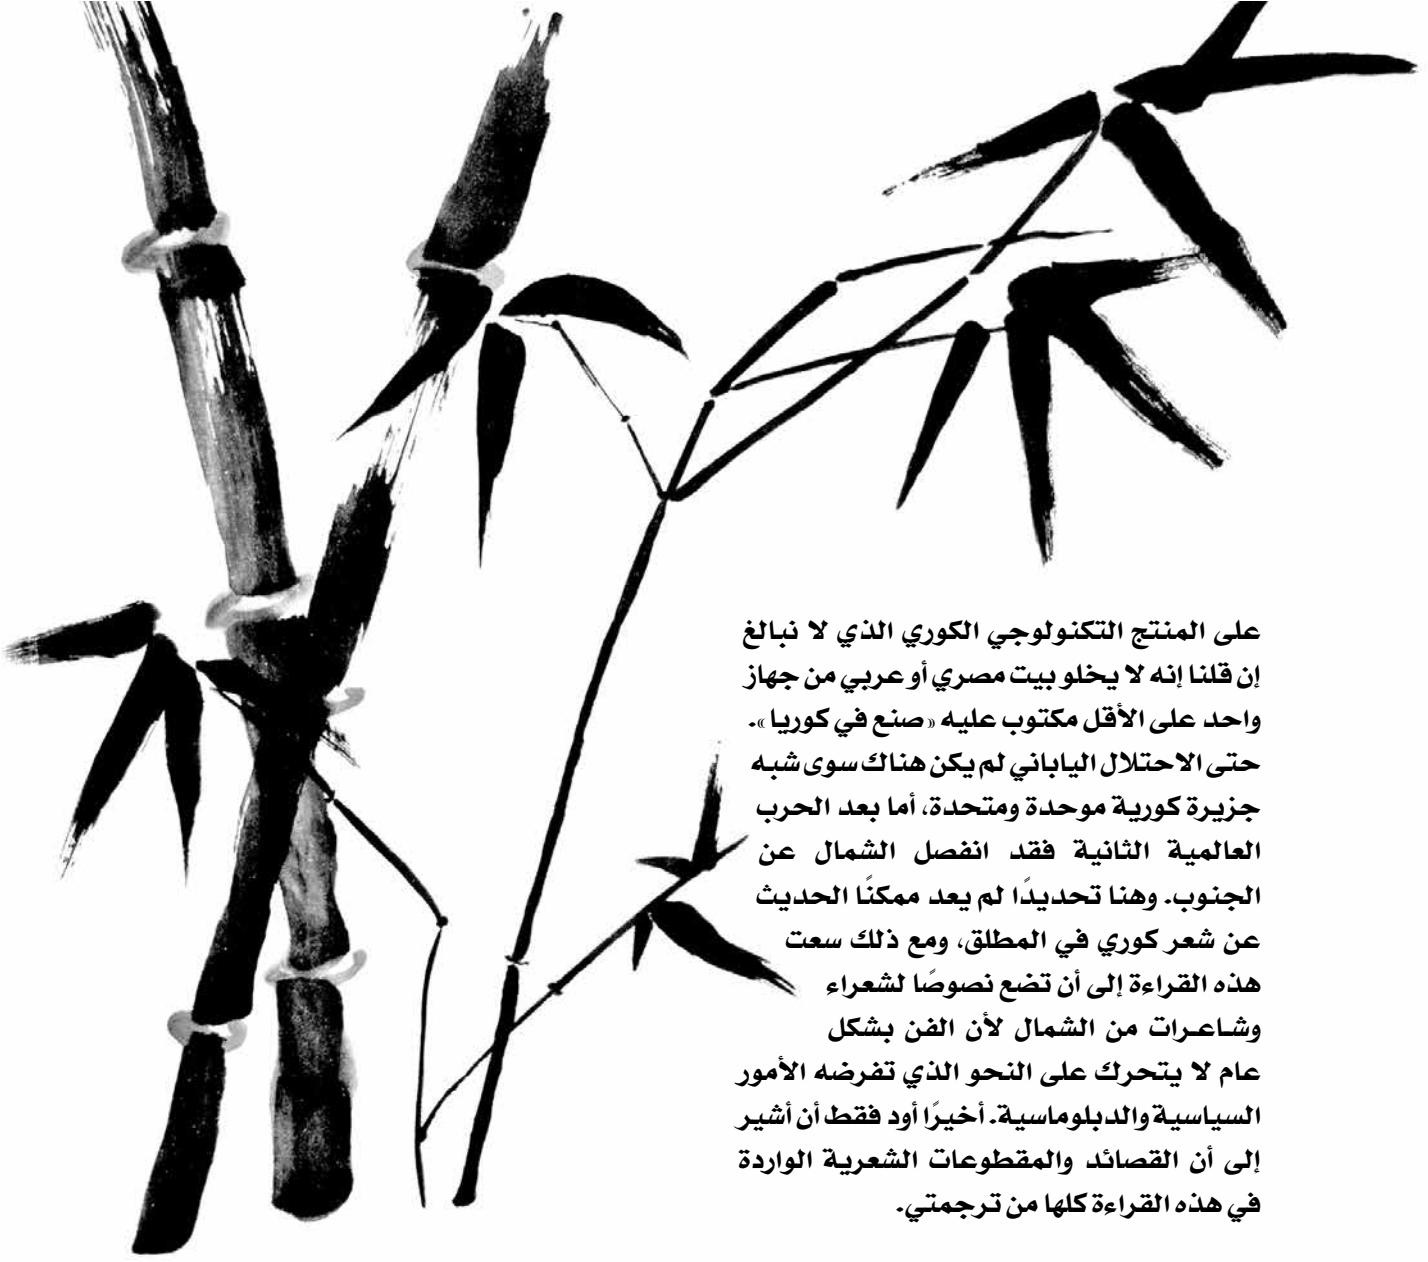 على المنتج التكنولوجي الكوري الذي لا نبالغ
إن قلنا إنه لا يخلو بيت مصري أو عربي من جهاز
واحد على الأقل مكتوب عليه «صنع في كوريا».
حتى الاحتلال الياباني لم يكن هناك سوى شبه
جزيرة كورية موحدة ومتحدة، أما بعد الحرب
العالمية الثانية فقد انفصل الشمال عن
الجنوب. وهنا تحديدًا لم يعد ممكنًا الحديث
عن شعر كوري في المطلق، ومع ذلك سعت
هذه القراءة إلى أن تضع نصوصًا لشعراء
وشاعرات من الشمال لأن الفن بشكل
عام لا يتحرك على النحو الذي تفرضه الأمور
السياسية والدبلوماسية. أخيرًا أود فقط أن أشير
إلى أن القصائد والمقطوعات الشعرية الواردة
في هذه القراءة كلها من ترجمتي.